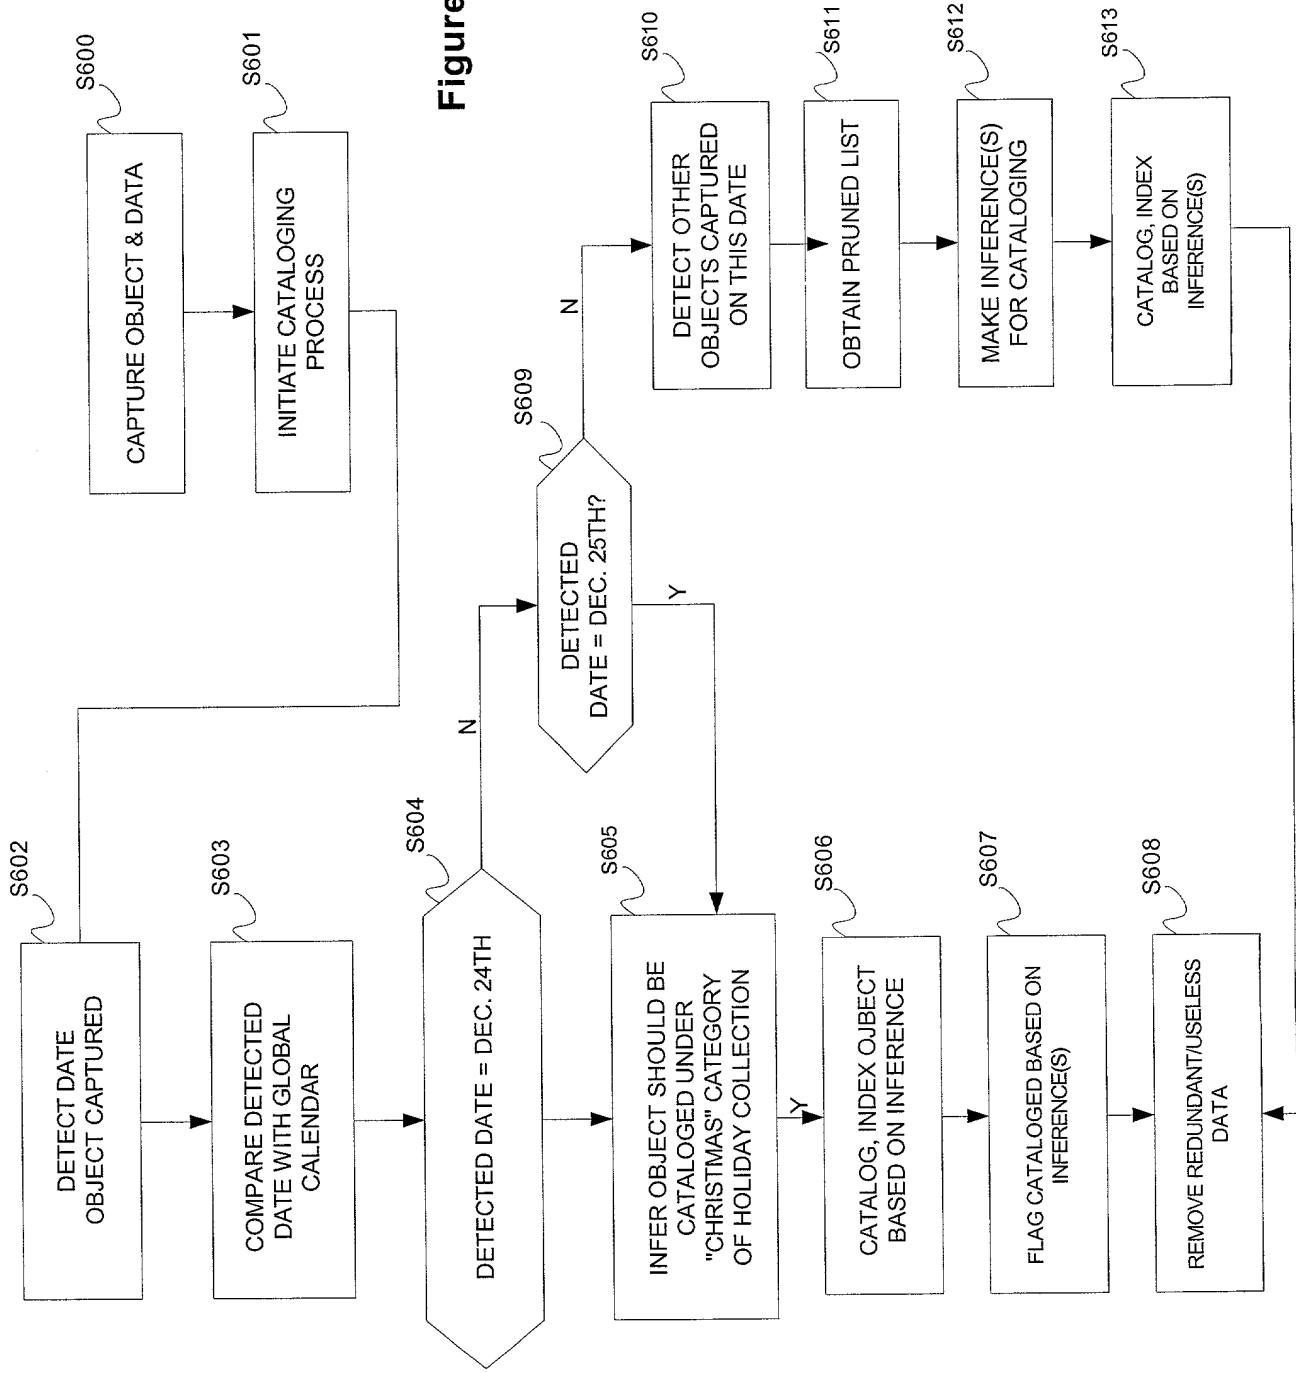 Figure
S600
CAPTURE OBJECT & DATA
S601
INITIATE CATALOGING
PROCESS
S602
DETECT DATE
OBJECT CAPTURED
S603
COMPARE DETECTED
DATE WITH GLOBAL
CALENDAR
S604
DETECTED DATE = DEC. 24TH
N
S605
INFER OBJECT SHOULD BE
CATALOGED UNDER
"CHRISTMAS" CATEGORY
OF HOLIDAY COLLECTION
Y
S606
CATALOG, INDEX OJBECT
BASED ON INFERENCE
S607
FLAG CATALOGED BASED ON
INFERENCE(S)
S608
REMOVE REDUNDANT/USELESS
DATA
S609
DETECTED
DATE = DEC. 25TH?
Y
N
S610
DETECT OTHER
OBJECTS CAPTURED
ON THIS DATE
S611
OBTAIN PRUNED LIST
S612
MAKE INFERENCE(S)
FOR CATALOGING
S613
CATALOG, INDEX
BASED ON
INFERENCE(S)